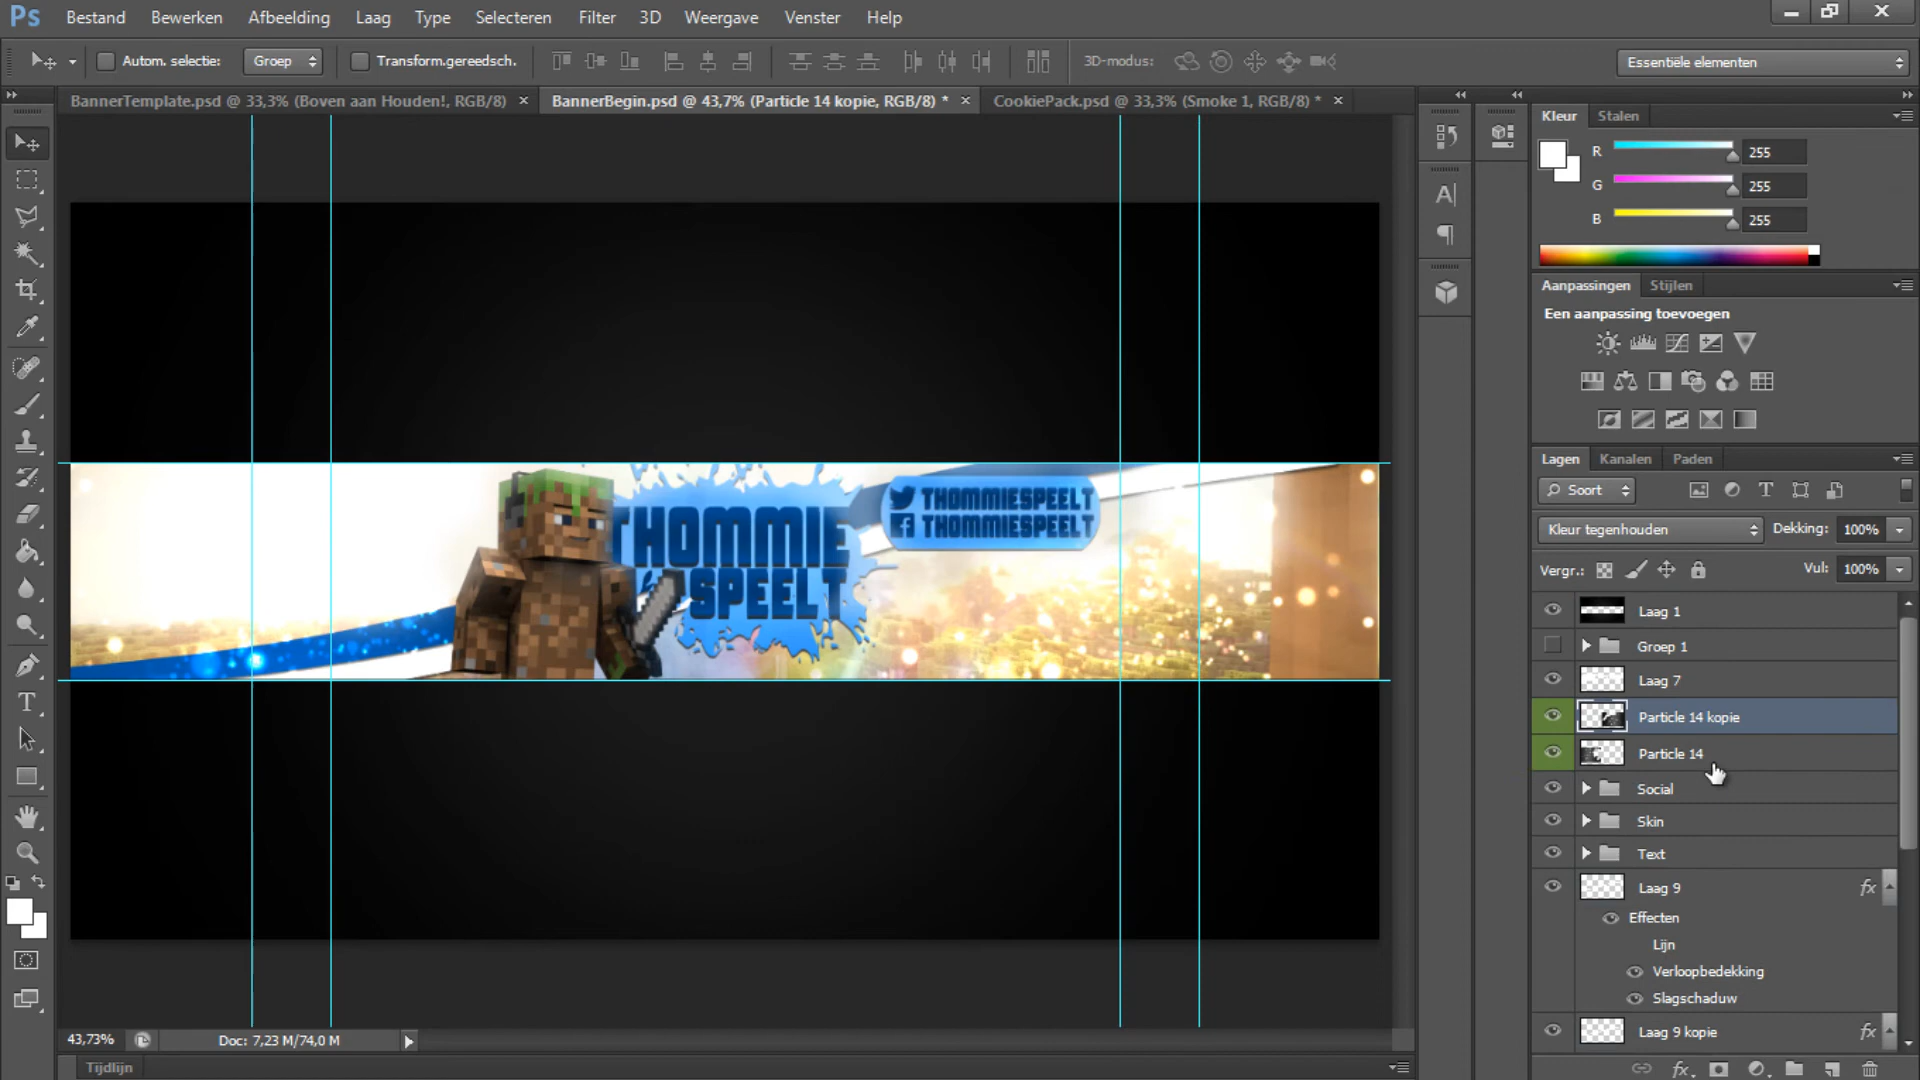 Ps Bestand Bewerken Afbeelding Laag Type Selecteren Filter 3D Weergave Venster Help
Autom. selectie: Groep Transform.gereedsch. 3D-modus: Essentiële elementen
BannerTemplate.psd @ 33,3% (Boven aan Houden!, RGB/8) × BannerBegin.psd @ 43,7% (Particle 14 kopie, RGB/8) * × CookiePack.psd @ 33,3% (Smoke 1, RGB/8) * ×
Kleur Stalen
R 255
G 255
B 255
Aanpassingen Stijlen
Een aanpassing toevoegen
Lagen Kanalen Paden
Soort
Kleur tegenhouden Dekking: 100%
Vergr.: Vul: 100%
Laag 1
Groep 1
Laag 7
Particle 14 kopie
Particle 14
Social
Skin
Text
Laag 9 fx
Effecten
Lijn
Verloopbedekking
Slagschaduw
Laag 9 kopie fx
fx
THOMMIE
SPEELT
THOMMIESPEELT
THOMMIESPEELT
43,73% Doc: 7,23 M/74,0 M
Tijdlijn